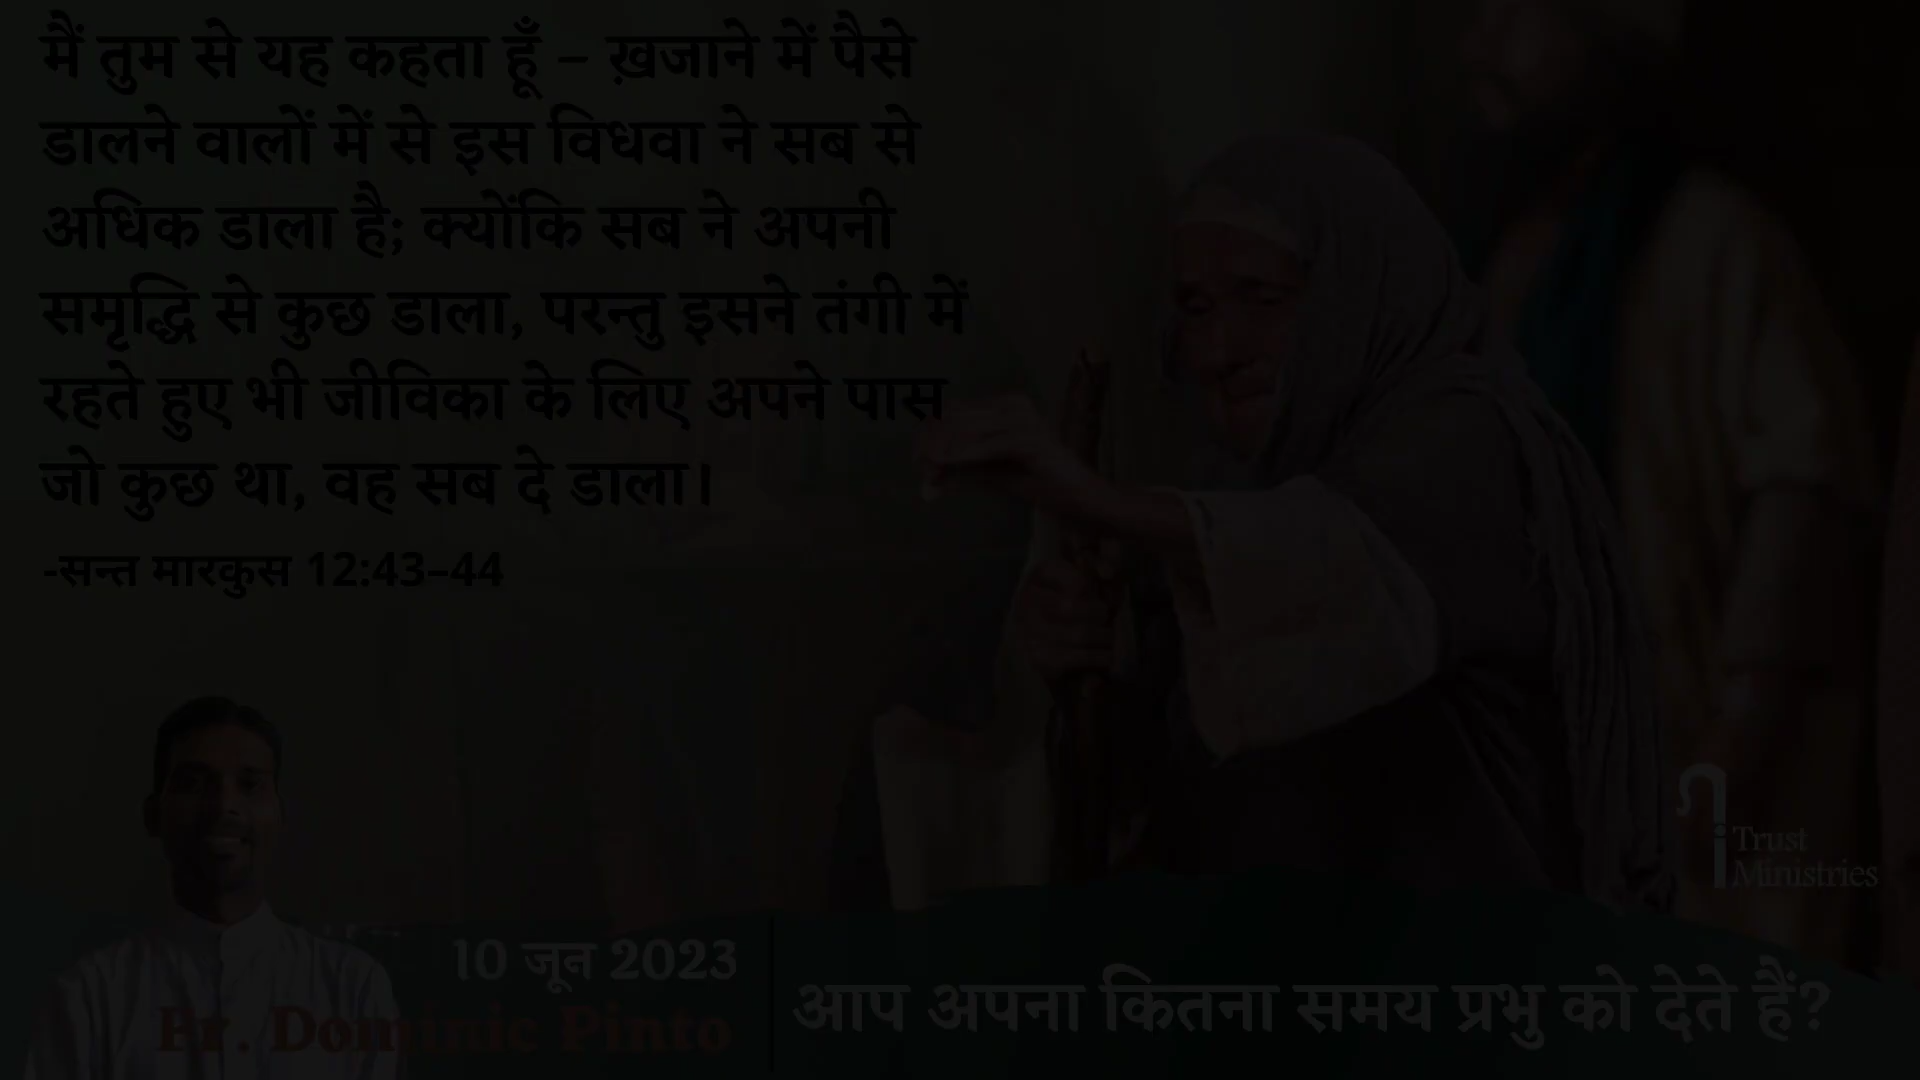 मैं तुम से यह कहता हूँ – ख़जाने में पैसे
डालने वालों में से इस विधवा ने सब से
अधिक डाला है; क्योंकि सब ने अपनी
समृद्धि से कुछ डाला, परन्तु इसने तंगी में
रहते हुए भी जीविका के लिए अपने पास
जो कुछ था, वह सब दे डाला।
-सन्त मारकुस 12:43–44
Trust
Ministries
10 जून 2023
Fr. Dominic Pinto
आप अपना कितना समय प्रभु को देते हैं?